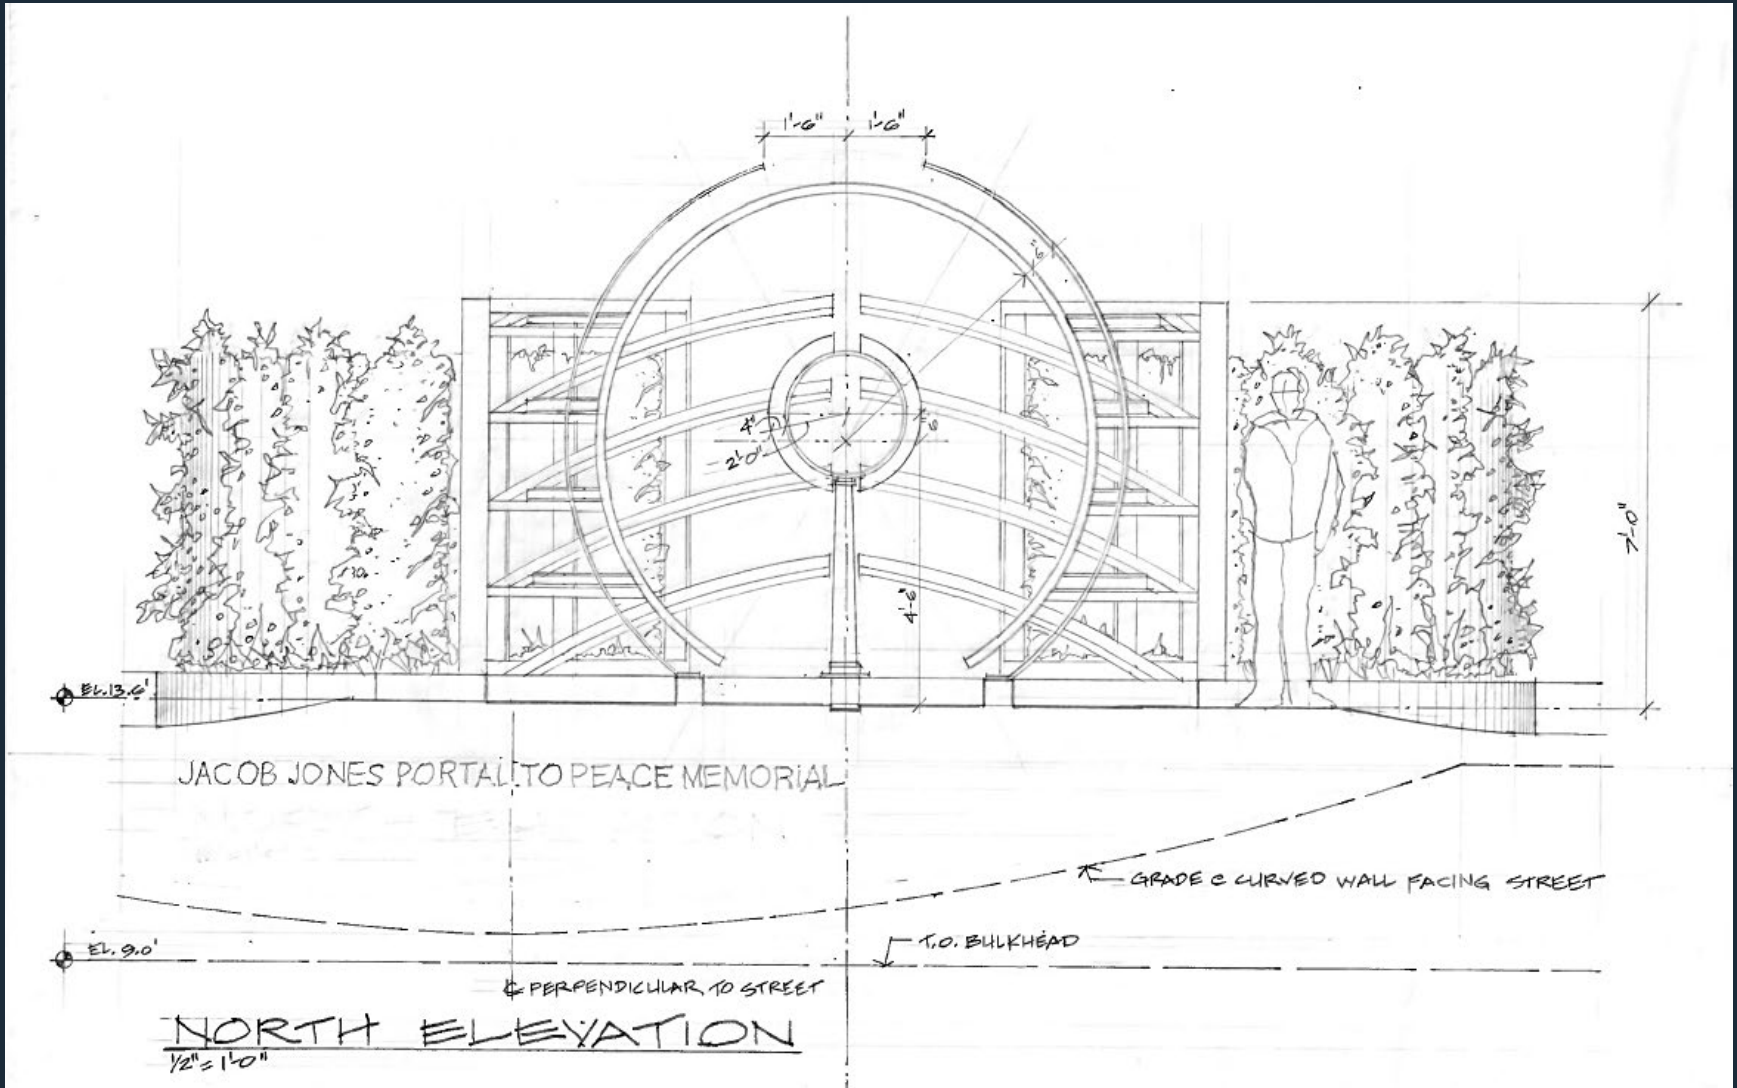 1'-6" 1'-6"
6"
4"
2'-0"
6"
4'-6"
7'-0"
EL.13.6'
JACOB JONES PORTAL TO PEACE MEMORIAL
GRADE @ CURVED WALL FACING STREET
EL. 9.0'
T.O. BULKHEAD
℄ PERPENDICULAR TO STREET
NORTH ELEVATION
1/2" = 1'-0"